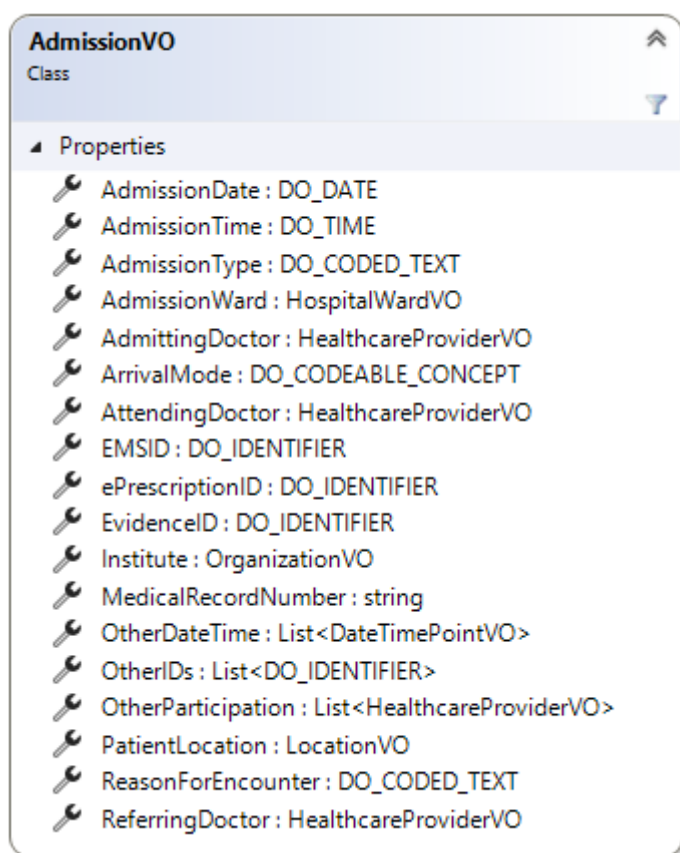 AdmissionVO
Class
Properties
AdmissionDate : DO_DATE
AdmissionTime : DO_TIME
AdmissionType : DO_CODED_TEXT
AdmissionWard : HospitalWardVO
AdmittingDoctor : HealthcareProviderVO
ArrivalMode : DO_CODEABLE_CONCEPT
AttendingDoctor : HealthcareProviderVO
EMSID : DO_IDENTIFIER
ePrescriptionID : DO_IDENTIFIER
EvidenceID : DO_IDENTIFIER
Institute : OrganizationVO
MedicalRecordNumber : string
OtherDateTime : List<DateTimePointVO>
OtherIDs : List<DO_IDENTIFIER>
OtherParticipation : List<HealthcareProviderVO>
PatientLocation : LocationVO
ReasonForEncounter : DO_CODED_TEXT
ReferringDoctor : HealthcareProviderVO